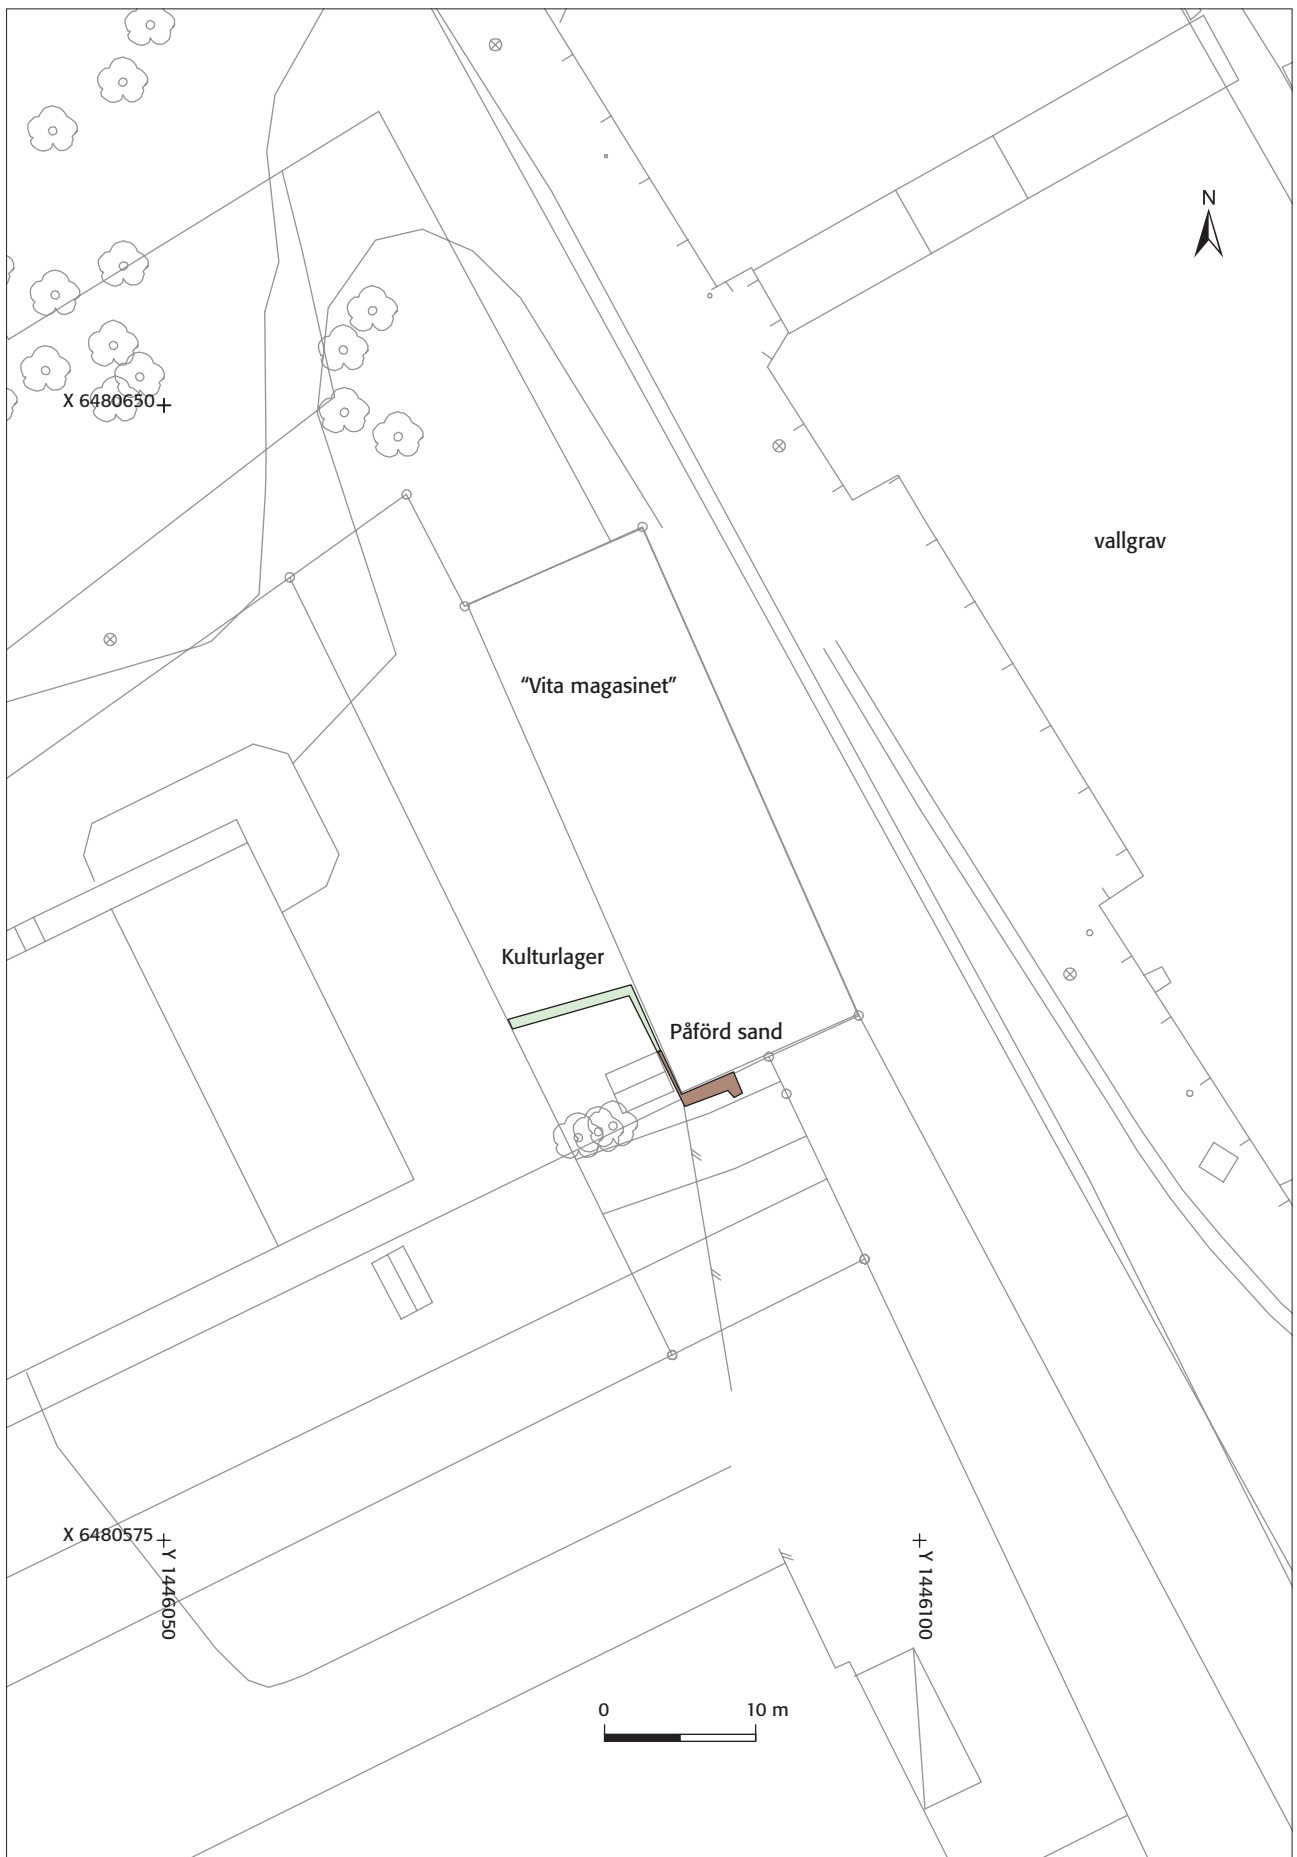 N
X 6480650
vallgrav
“Vita magasinet”
Kulturlager
Påförd sand
X 6480575
Y 1446050
Y 1446100
0 10 m